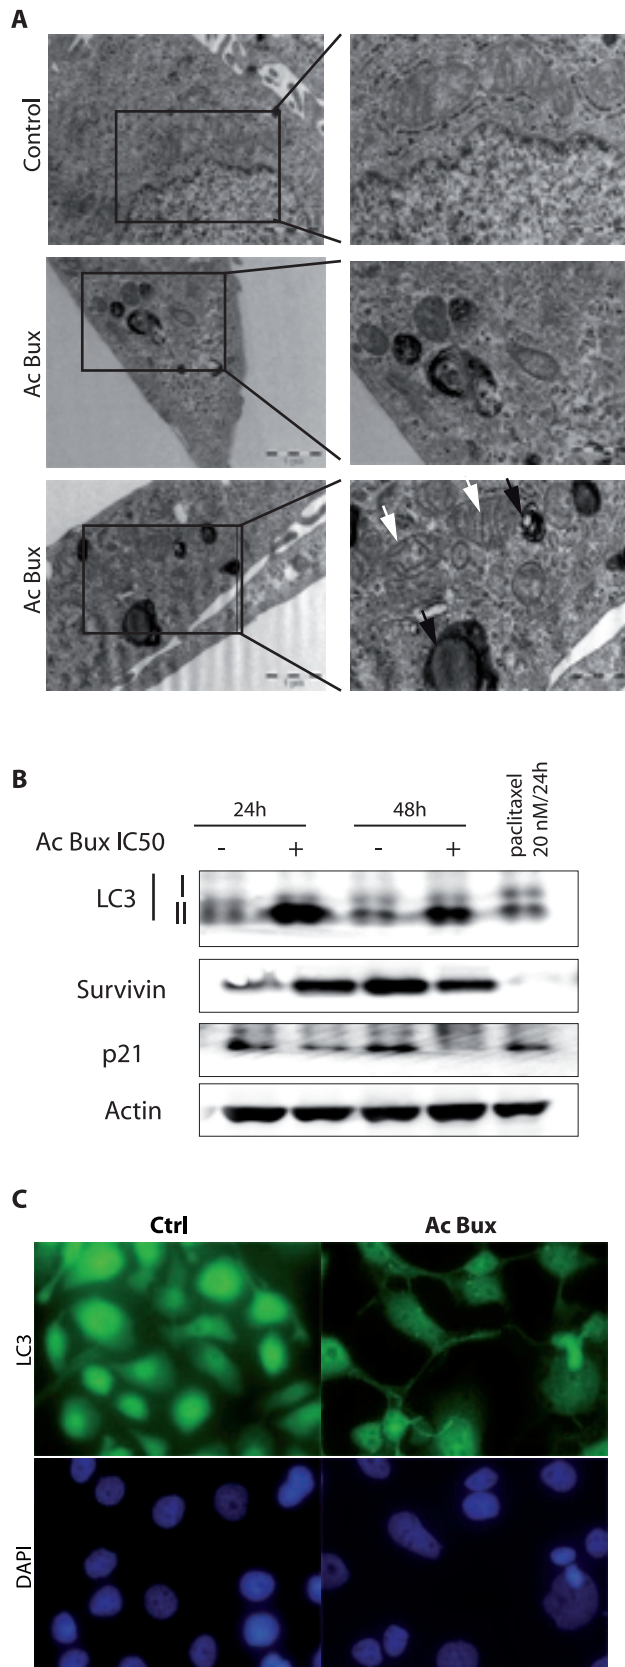 A
Control
Ac Bux
Ac Bux
B
24h 48h paclitaxel 20 nM/24h
Ac Bux IC50 - + - +
LC3 I
II
Survivin
p21
Actin
C
Ctrl Ac Bux
LC3
DAPI